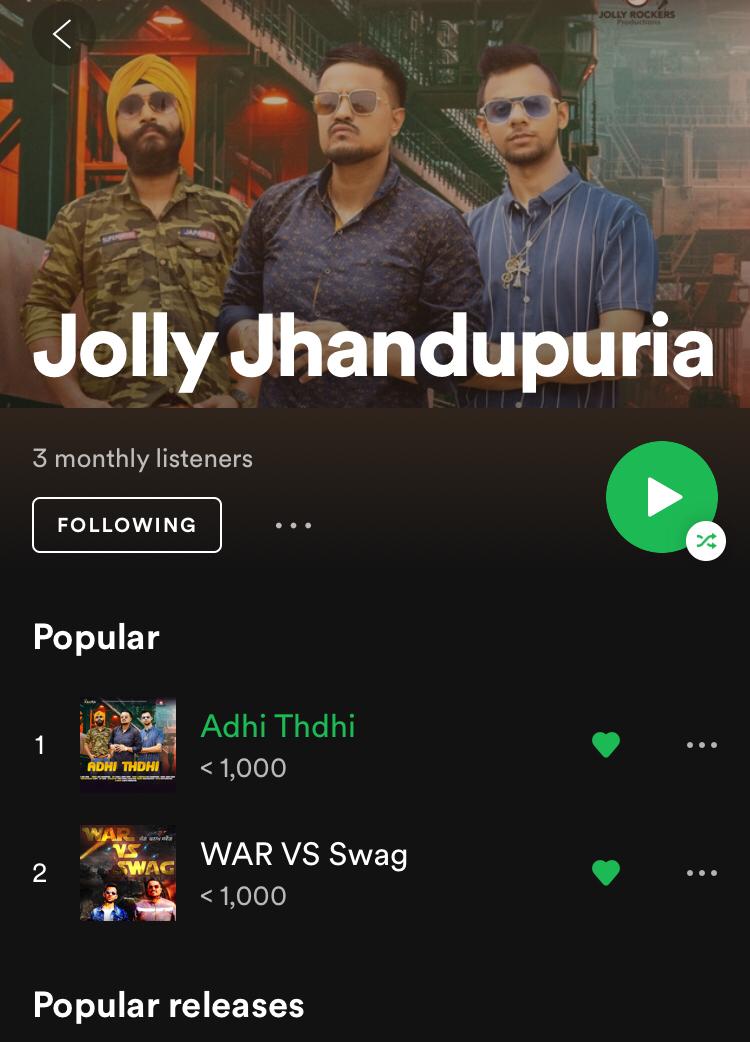 JOLLY ROCKERS
Productions
Jolly Jhandupuria
3 monthly listeners
FOLLOWING
Popular
1
ADHI THDHI
Adhi Thdhi
< 1,000
2
WAR
VS
SWAG
WAR VS Swag
< 1,000
Popular releases